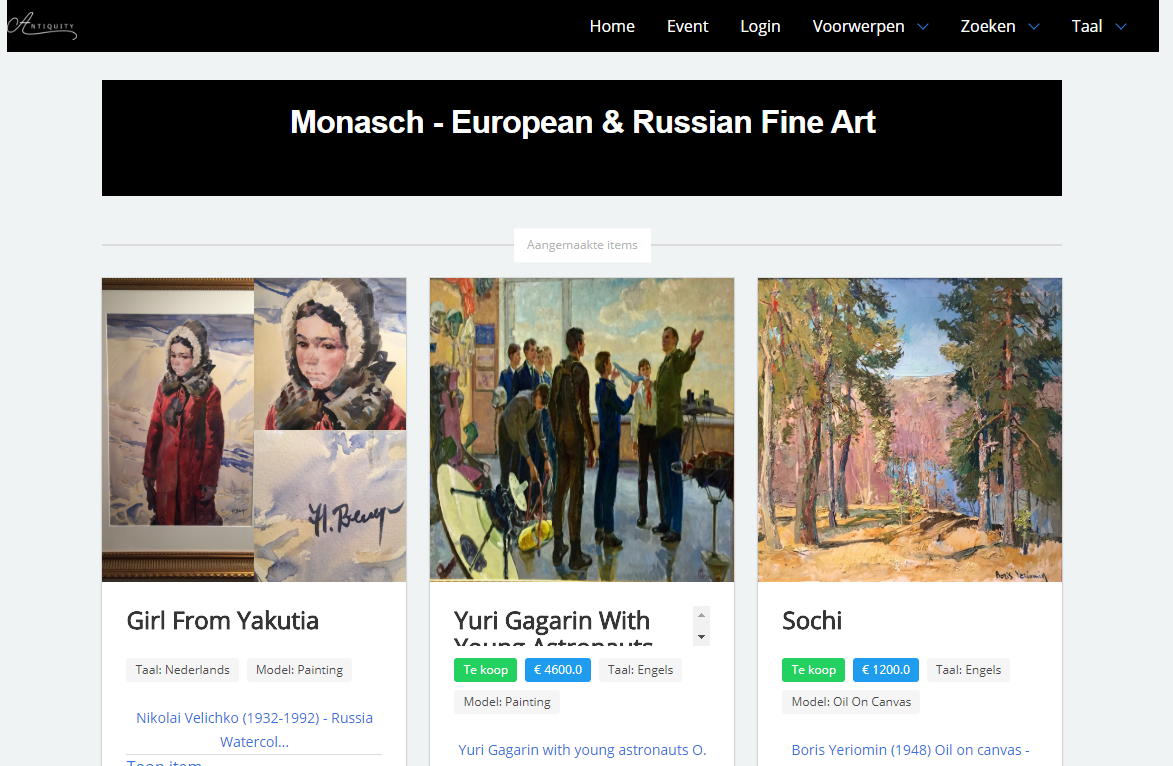 ANTIQUITY
Home Event Login Voorwerpen Zoeken Taal
Monasch - European & Russian Fine Art
Aangemaakte items
Boris Yeriomin
Girl From Yakutia
Yuri Gagarin With
Young Astronauts
Sochi
Taal: Nederlands Model: Painting
Te koop € 4600.0 Taal: Engels
Model: Painting
Te koop € 1200.0 Taal: Engels
Model: Oil On Canvas
Nikolai Velichko (1932-1992) - Russia
Watercol...
Toon item
Yuri Gagarin with young astronauts O.
Boris Yeriomin (1948) Oil on canvas -